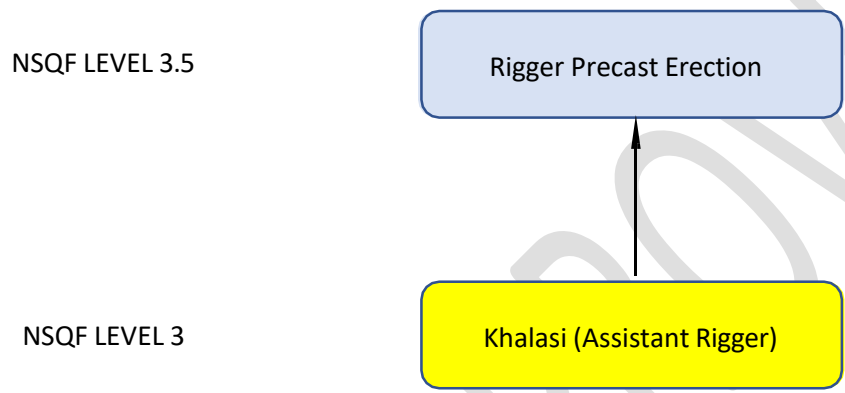 NSQF LEVEL 3.5
Rigger Precast Erection
NSQF LEVEL 3
Khalasi (Assistant Rigger)